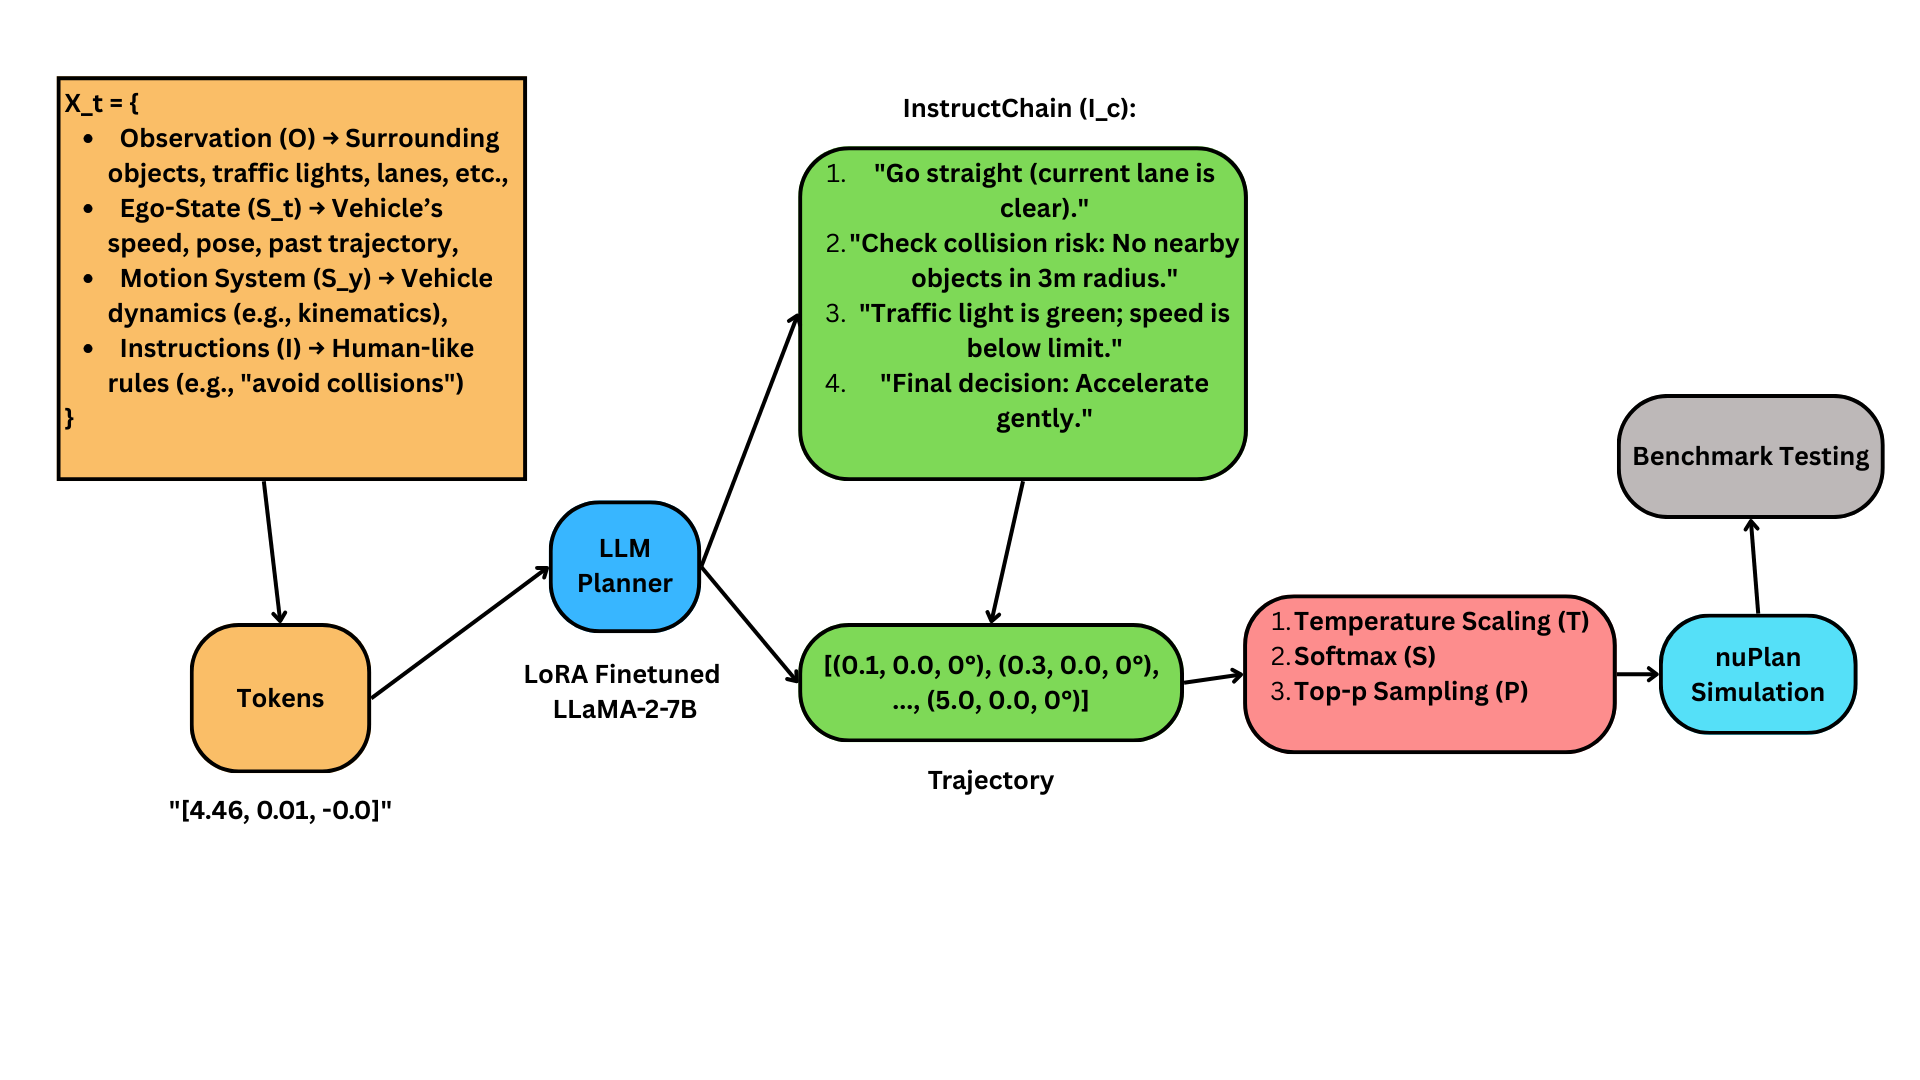 X_t = {
• Observation (O) → Surrounding
objects, traffic lights, lanes, etc.,
• Ego-State (S_t) → Vehicle’s
speed, pose, past trajectory,
• Motion System (S_y) → Vehicle
dynamics (e.g., kinematics),
• Instructions (I) → Human-like
rules (e.g., "avoid collisions")
}
Tokens
"[4.46, 0.01, -0.0]"
LLM
Planner
LoRA Finetuned
LLaMA-2-7B
InstructChain (I_c):
1. "Go straight (current lane is
clear)."
2. "Check collision risk: No nearby
objects in 3m radius."
3. "Traffic light is green; speed is
below limit."
4. "Final decision: Accelerate
gently."
[(0.1, 0.0, 0°), (0.3, 0.0, 0°),
..., (5.0, 0.0, 0°)]
Trajectory
1. Temperature Scaling (T)
2. Softmax (S)
3. Top-p Sampling (P)
nuPlan
Simulation
Benchmark Testing